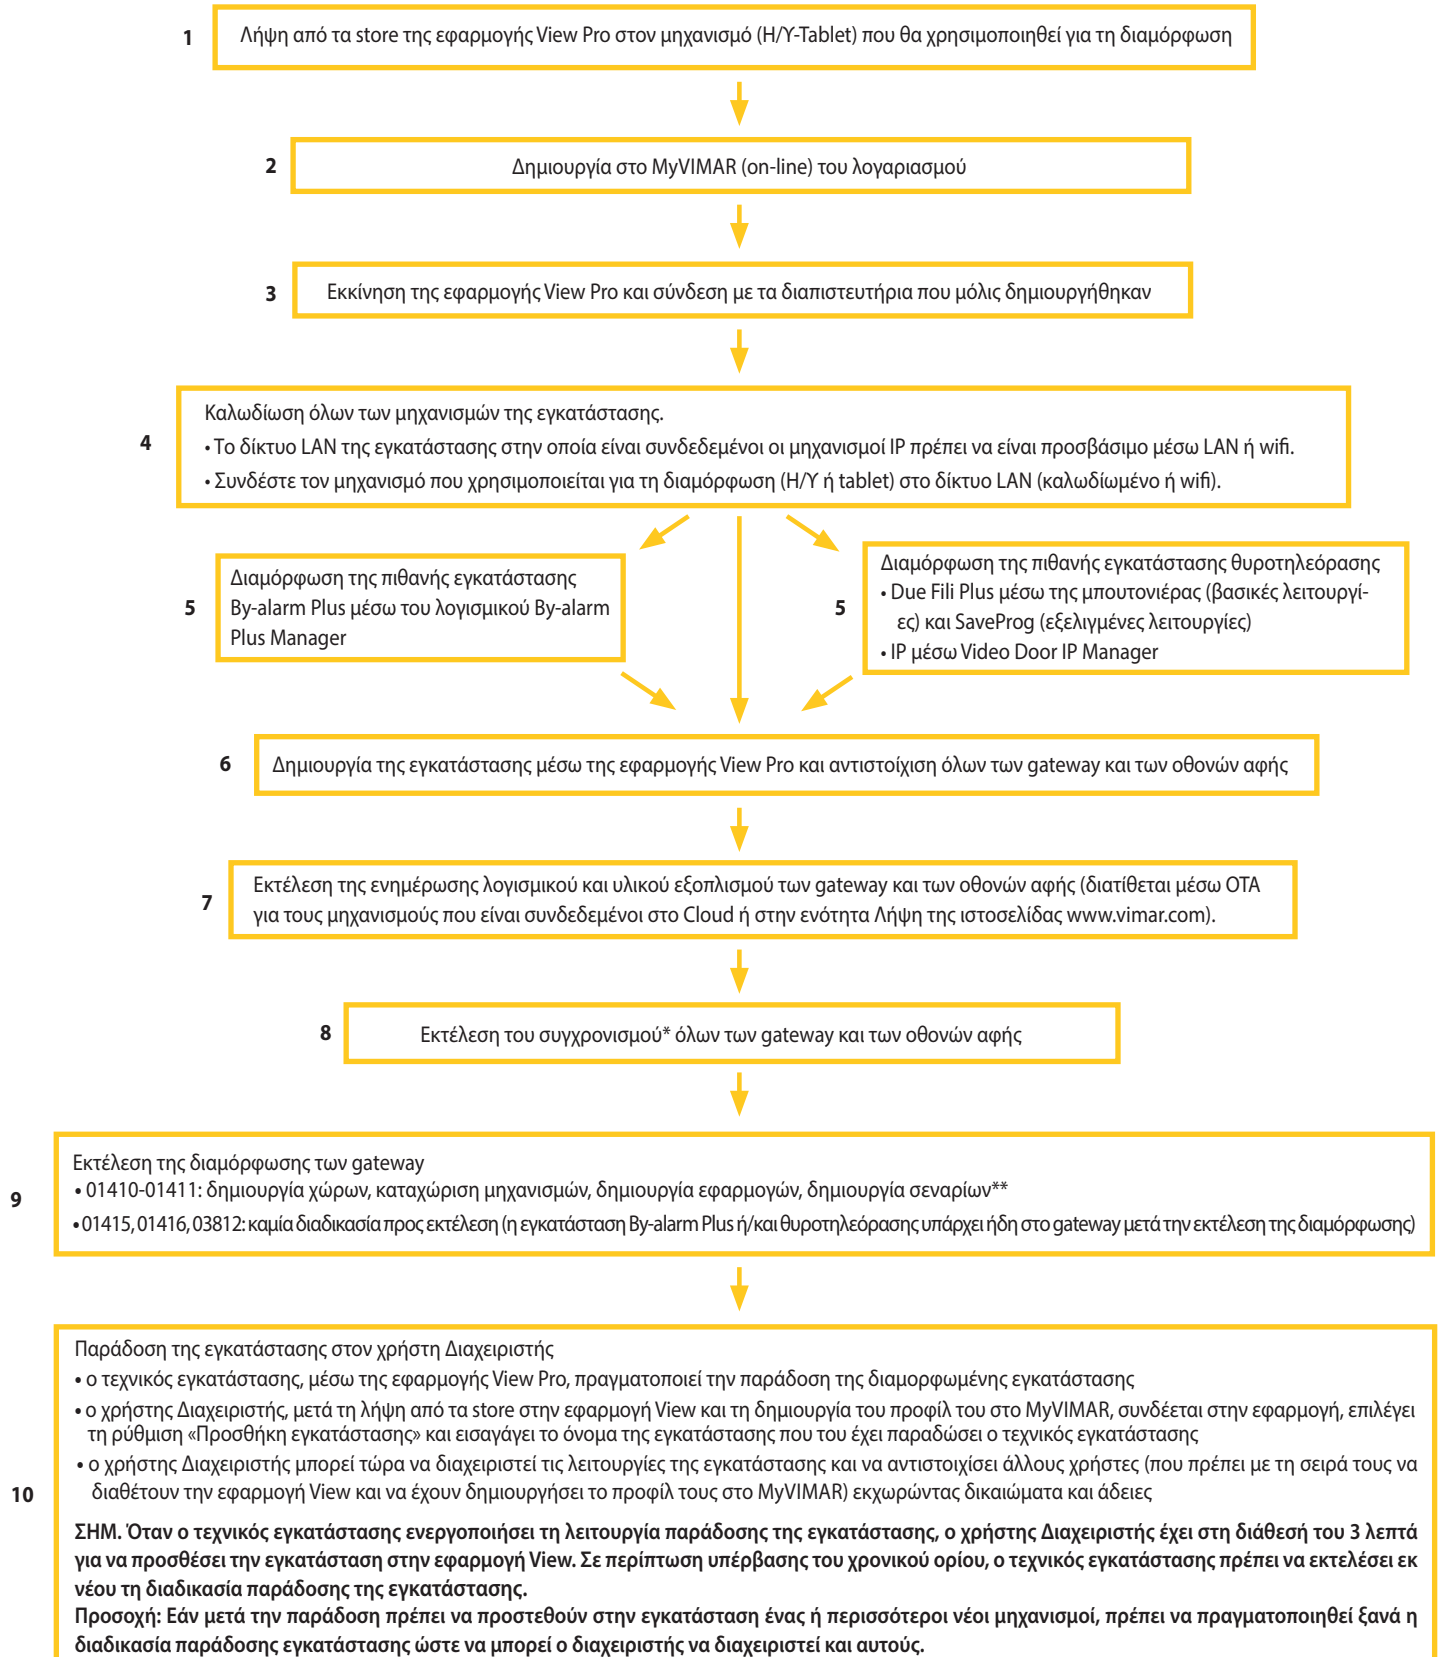 1 Λήψη από τα store της εφαρμογής View Pro στον μηχανισμό (Η/Υ-Tablet) που θα χρησιμοποιηθεί για τη διαμόρφωση
2 Δημιουργία στο MyVIMAR (on-line) του λογαριασμού
3 Εκκίνηση της εφαρμογής View Pro και σύνδεση με τα διαπιστευτήρια που μόλις δημιουργήθηκαν
4
Καλωδίωση όλων των μηχανισμών της εγκατάστασης.
• Το δίκτυο LAN της εγκατάστασης στην οποία είναι συνδεδεμένοι οι μηχανισμοί IP πρέπει να είναι προσβάσιμο μέσω LAN ή wifi.
• Συνδέστε τον μηχανισμό που χρησιμοποιείται για τη διαμόρφωση (Η/Υ ή tablet) στο δίκτυο LAN (καλωδίωμένο ή wifi).
5
Διαμόρφωση της πιθανής εγκατάστασης
By-alarm Plus μέσω του λογισμικού By-alarm
Plus Manager
5
Διαμόρφωση της πιθανής εγκατάστασης θυροτηλεόρασης
• Due Fili Plus μέσω της μπουτονιέρας (βασικές λειτουργί-
ες) και SaveProg (εξελιγμένες λειτουργίες)
• IP μέσω Video Door IP Manager
6 Δημιουργία της εγκατάστασης μέσω της εφαρμογής View Pro και αντιστοίχιση όλων των gateway και των οθονών αφής
7
Εκτέλεση της ενημέρωσης λογισμικού και υλικού εξοπλισμού των gateway και των οθονών αφής (διατίθεται μέσω OTA
για τους μηχανισμούς που είναι συνδεδεμένοι στο Cloud ή στην ενότητα Λήψη της ιστοσελίδας www.vimar.com).
8 Εκτέλεση του συγχρονισμού* όλων των gateway και των οθονών αφής
9
Εκτέλεση της διαμόρφωσης των gateway
• 01410-01411: δημιουργία χώρων, καταχώριση μηχανισμών, δημιουργία εφαρμογών, δημιουργία σεναρίων**
• 01415, 01416, 03812: καμία διαδικασία προς εκτέλεση (η εγκατάσταση By-alarm Plus ή/και θυροτηλεόρασης υπάρχει ήδη στο gateway μετά την εκτέλεση της διαμόρφωσης)
10
Παράδοση της εγκατάστασης στον χρήστη Διαχειριστής
• ο τεχνικός εγκατάστασης, μέσω της εφαρμογής View Pro, πραγματοποιεί την παράδοση της διαμορφωμένης εγκατάστασης
• ο χρήστης Διαχειριστής, μετά τη λήψη από τα store στην εφαρμογή View και τη δημιουργία του προφίλ του στο MyVIMAR, συνδέεται στην εφαρμογή, επιλέγει
τη ρύθμιση «Προσθήκη εγκατάστασης» και εισαγάγει το όνομα της εγκατάστασης που του έχει παραδώσει ο τεχνικός εγκατάστασης
• ο χρήστης Διαχειριστής μπορεί τώρα να διαχειριστεί τις λειτουργίες της εγκατάστασης και να αντιστοιχίσει άλλους χρήστες (που πρέπει με τη σειρά τους να
διαθέτουν την εφαρμογή View και να έχουν δημιουργήσει το προφίλ τους στο MyVIMAR) εκχωρώντας δικαιώματα και άδειες
ΣΗΜ. Όταν ο τεχνικός εγκατάστασης ενεργοποιήσει τη λειτουργία παράδοσης της εγκατάστασης, ο χρήστης Διαχειριστής έχει στη διάθεσή του 3 λεπτά
για να προσθέσει την εγκατάσταση στην εφαρμογή View. Σε περίπτωση υπέρβασης του χρονικού ορίου, ο τεχνικός εγκατάστασης πρέπει να εκτελέσει εκ
νέου τη διαδικασία παράδοσης της εγκατάστασης.
Προσοχή: Εάν μετά την παράδοση πρέπει να προστεθούν στην εγκατάσταση ένας ή περισσότεροι νέοι μηχανισμοί, πρέπει να πραγματοποιηθεί ξανά η
διαδικασία παράδοσης εγκατάστασης ώστε να μπορεί ο διαχειριστής να διαχειριστεί και αυτούς.